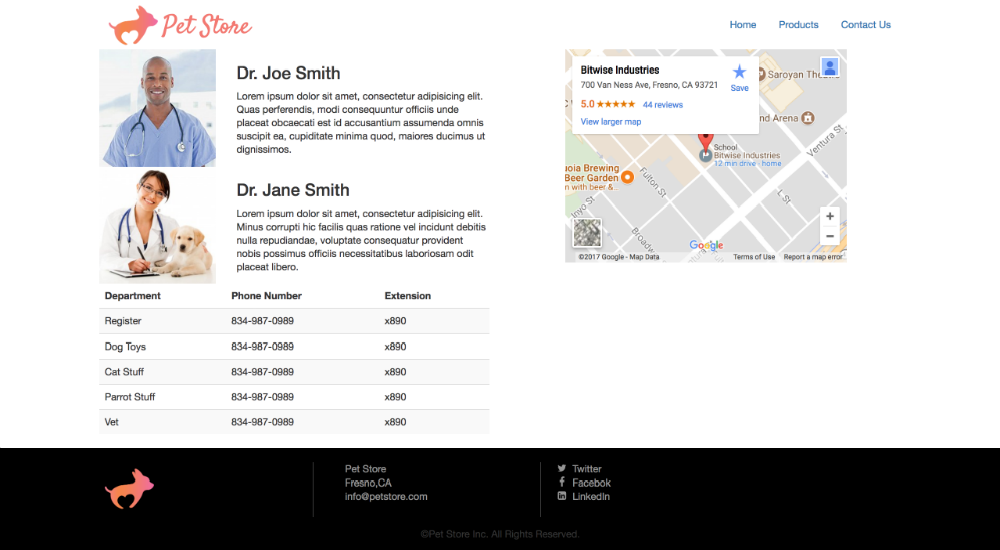 Pet Store
Home Products Contact Us
Dr. Joe Smith
Lorem ipsum dolor sit amet, consectetur adipisicing elit.
Quas perferendis, modi consequuntur officiis unde
placeat obcaecati est id accusantium assumenda omnis
suscipit ea, cupiditate minima quod, maiores ducimus ut
dignissimos.
Dr. Jane Smith
Lorem ipsum dolor sit amet, consectetur adipisicing elit.
Minus corrupti hic facilis quas ratione vel incidunt debitis
nulla repudiandae, voluptate consequatur provident
nobis possimus officiis necessitatibus laboriosam odit
placeat libero.
Department Phone Number Extension
Register 834-987-0989 x890
Dog Toys 834-987-0989 x890
Cat Stuff 834-987-0989 x890
Parrot Stuff 834-987-0989 x890
Vet 834-987-0989 x890
Bitwise Industries
700 Van Ness Ave, Fresno, CA 93721
5.0 ★★★★★ 44 reviews
View larger map
Save
Saroyan
nd Arena
Ventura St
School
Bitwise Industries
12 min drive - home
uoia Brewing
Beer Garden
n with beer &...
Fulton St
L St
Inyo St
Broadw
+
−
Google
©2017 Google - Map Data Terms of Use Report a map error
Pet Store
Fresno,CA
info@petstore.com
Twitter
Facebok
LinkedIn
©Pet Store Inc. All Rights Reserved.